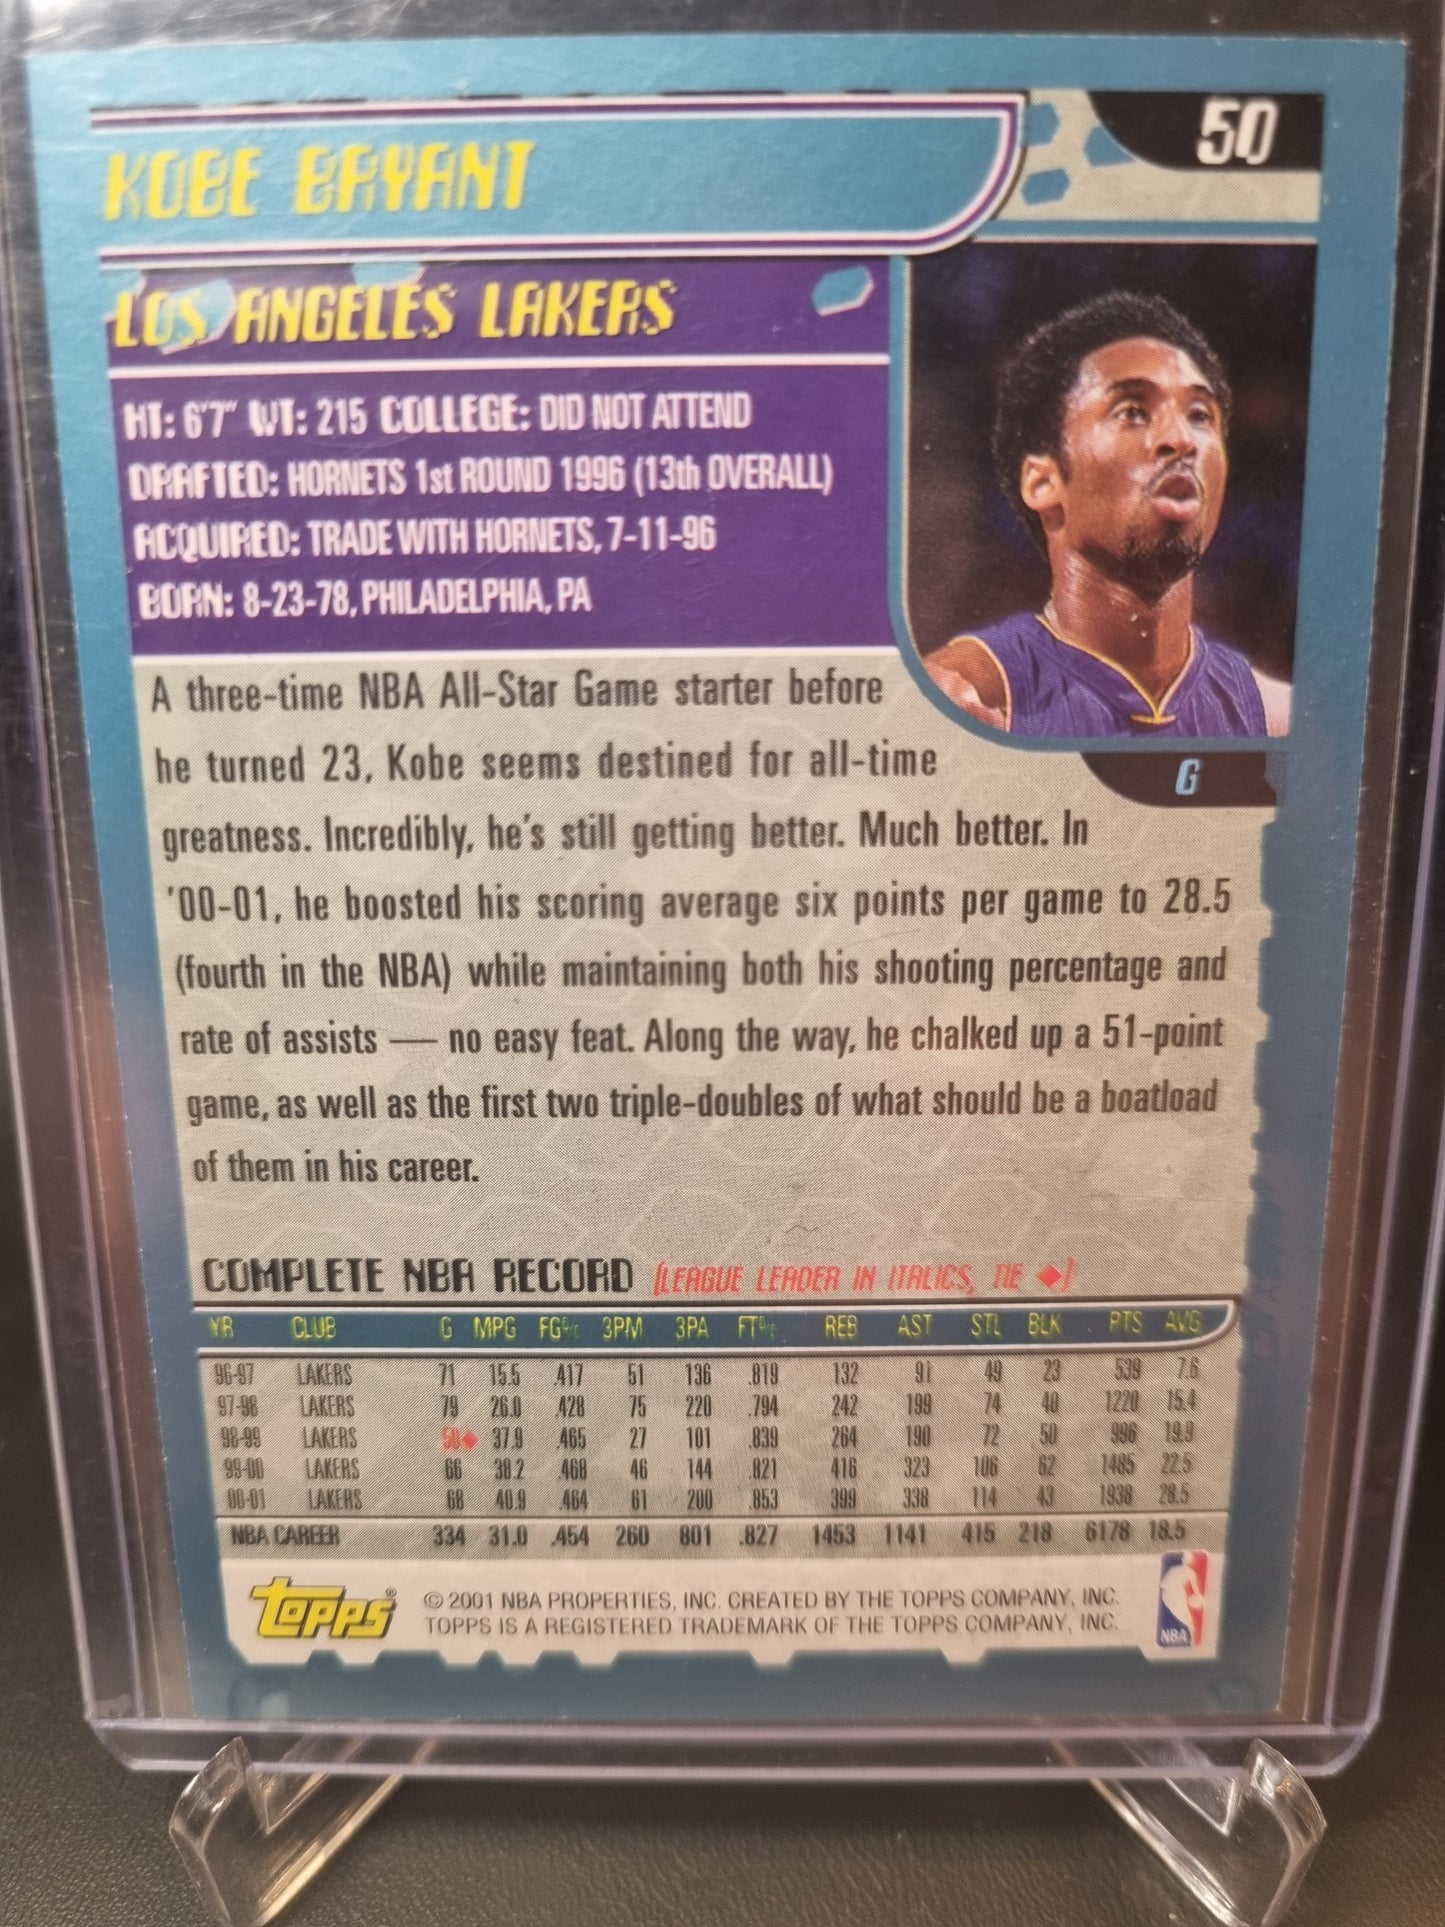 50
KOBE BRYANT
LOS ANGELES LAKERS
HT: 6'7" WT: 215 COLLEGE: DID NOT ATTEND
DRAFTED: HORNETS 1st ROUND 1996 (13th OVERALL)
ACQUIRED: TRADE WITH HORNETS, 7-11-96
BORN: 8-23-78, PHILADELPHIA, PA
G
A three-time NBA All-Star Game starter before
he turned 23, Kobe seems destined for all-time
greatness. Incredibly, he's still getting better. Much better. In
'00-01, he boosted his scoring average six points per game to 28.5
(fourth in the NBA) while maintaining both his shooting percentage and
rate of assists — no easy feat. Along the way, he chalked up a 51-point
game, as well as the first two triple-doubles of what should be a boatload
of them in his career.
COMPLETE NBA RECORD (LEAGUE LEADER IN ITALICS, TIE ◆)
YR CLUB G MPG FG% 3PM 3PA FT% REB AST STL BLK PTS AVG
96-97 LAKERS 71 15.5 .417 51 136 .819 132 91 49 23 539 7.6
97-98 LAKERS 79 26.0 .428 75 220 .794 242 199 74 40 1220 15.4
98-99 LAKERS 50◆ 37.9 .465 27 101 .839 264 190 72 50 996 19.9
99-00 LAKERS 66 38.2 .468 46 144 .821 416 323 106 62 1485 22.5
00-01 LAKERS 68 40.9 .464 61 200 .853 399 338 114 43 1938 28.5
NBA CAREER 334 31.0 .454 260 801 .827 1453 1141 415 218 6178 18.5
topps® © 2001 NBA PROPERTIES, INC. CREATED BY THE TOPPS COMPANY, INC.
TOPPS IS A REGISTERED TRADEMARK OF THE TOPPS COMPANY, INC.
NBA